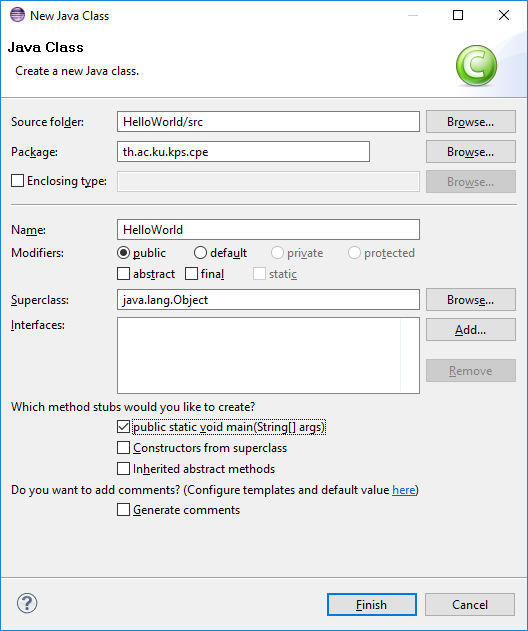 New Java Class
Java Class
Create a new Java class.
C
Source folder: HelloWorld/src Browse...
Package: th.ac.ku.kps.cpe Browse...
Enclosing type: Browse...
Name: HelloWorld
Modifiers: public default private protected
abstract final static
Superclass: java.lang.Object Browse...
Interfaces: Add...
Remove
Which method stubs would you like to create?
public static void main(String[] args)
Constructors from superclass
Inherited abstract methods
Do you want to add comments? (Configure templates and default value here)
Generate comments
? Finish Cancel